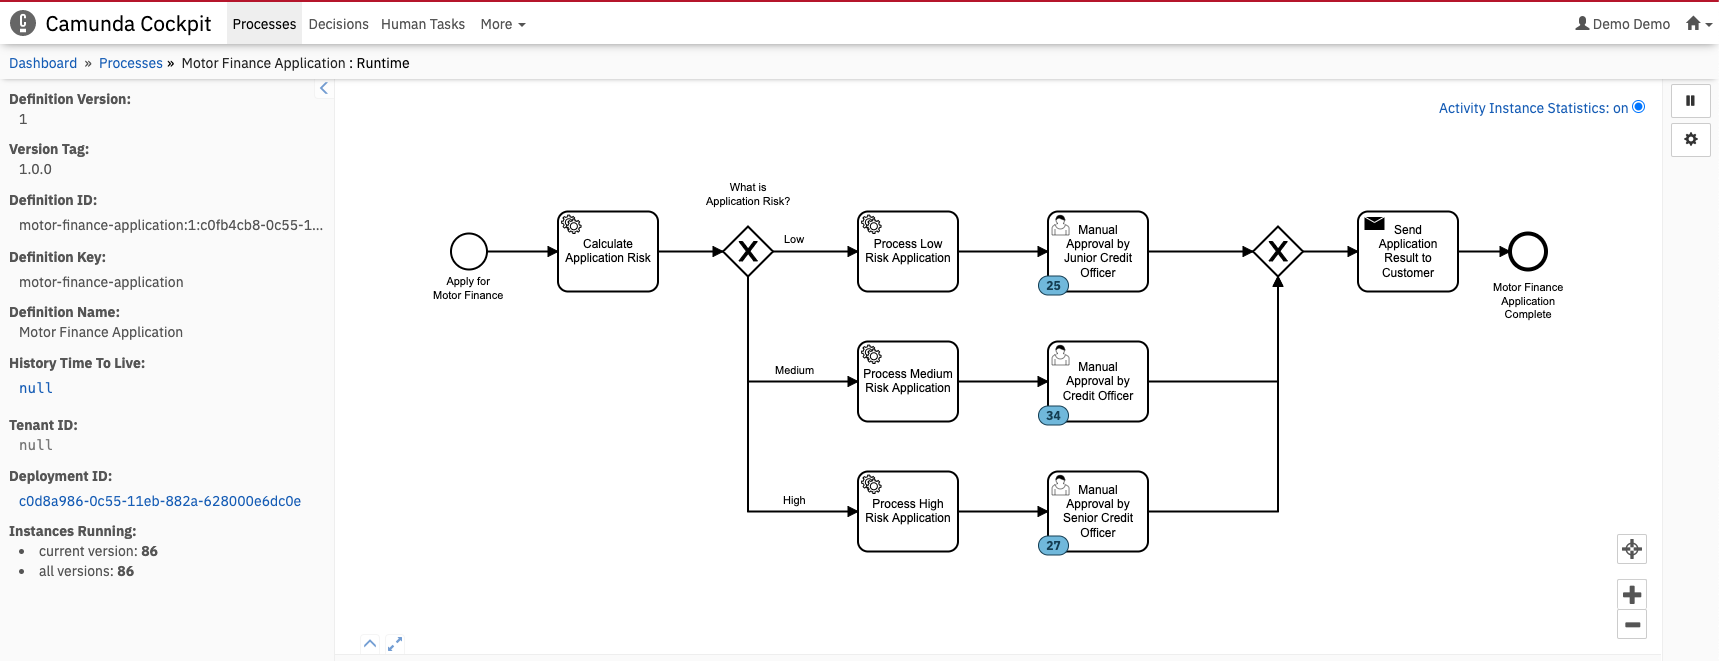 Camunda Cockpit
Processes
Decisions
Human Tasks
More
Demo Demo
Dashboard » Processes » Motor Finance Application : Runtime
Definition Version:
1
Version Tag:
1.0.0
Definition ID:
motor-finance-application:1:c0fb4cb8-0c55-1...
Definition Key:
motor-finance-application
Definition Name:
Motor Finance Application
History Time To Live:
null
Tenant ID:
null
Deployment ID:
c0d8a986-0c55-11eb-882a-628000e6dc0e
Instances Running:
• current version: 86
• all versions: 86
Activity Instance Statistics: on
Apply for
Motor Finance
Calculate
Application Risk
What is
Application Risk?
Low
Process Low
Risk Application
Manual
Approval by
Junior Credit
Officer
25
Send
Application
Result to
Customer
Motor Finance
Application
Complete
Medium
Process Medium
Risk Application
Manual
Approval by
Credit Officer
34
High
Process High
Risk Application
Manual
Approval by
Senior Credit
Officer
27